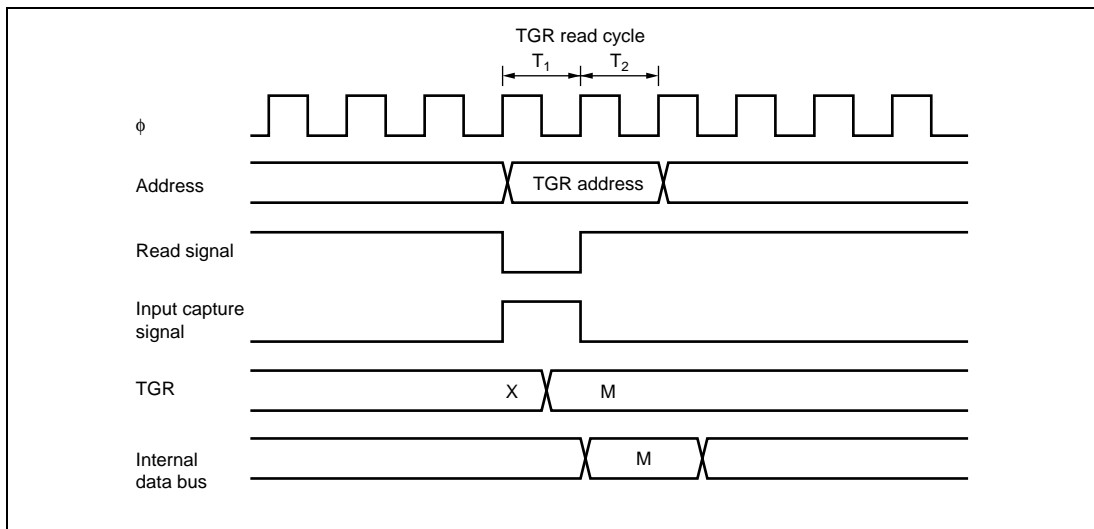 TGR read cycle
T1 T2
ϕ
Address
TGR address
Read signal
Input capture
signal
TGR
X M
Internal
data bus
M